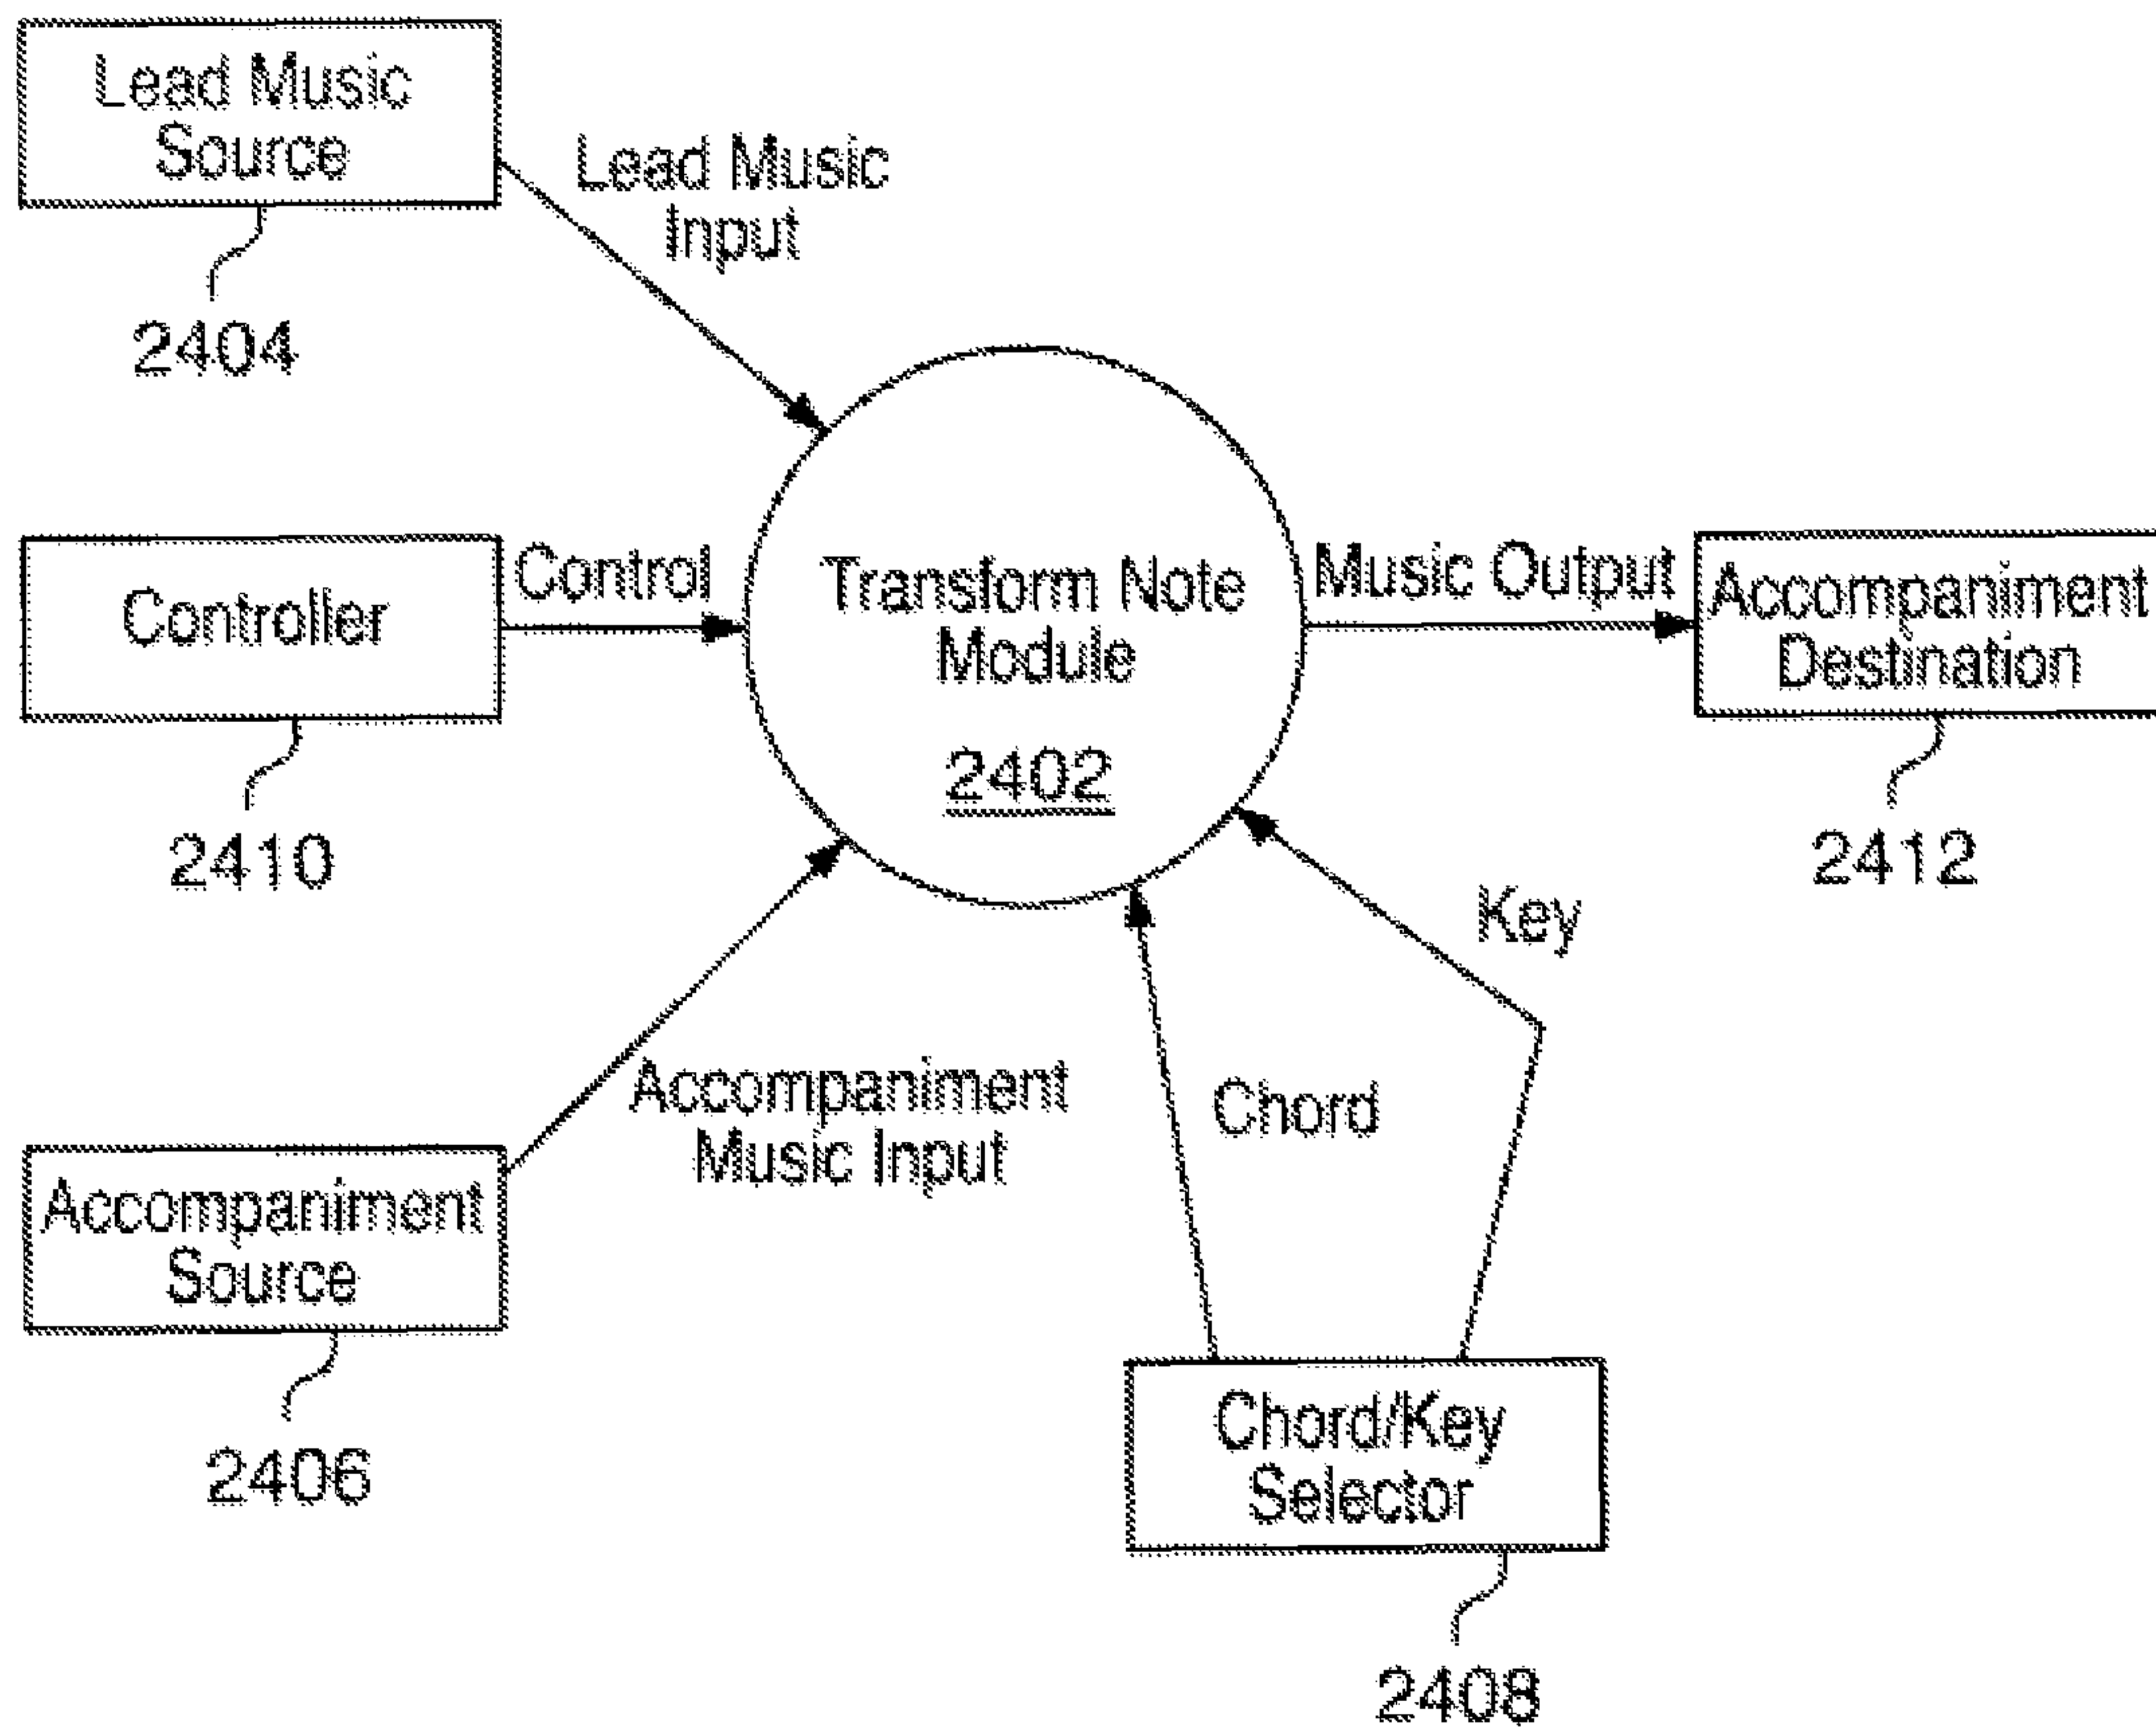 Lead Music
Source
2404
Lead Music
Input
Controller
2410
Control
Transform Note
Module
2402
Music Output
Accompaniment
Destination
2412
Accompaniment
Source
2406
Accompaniment
Music Input
Chord
Key
Chord/Key
Selector
2408